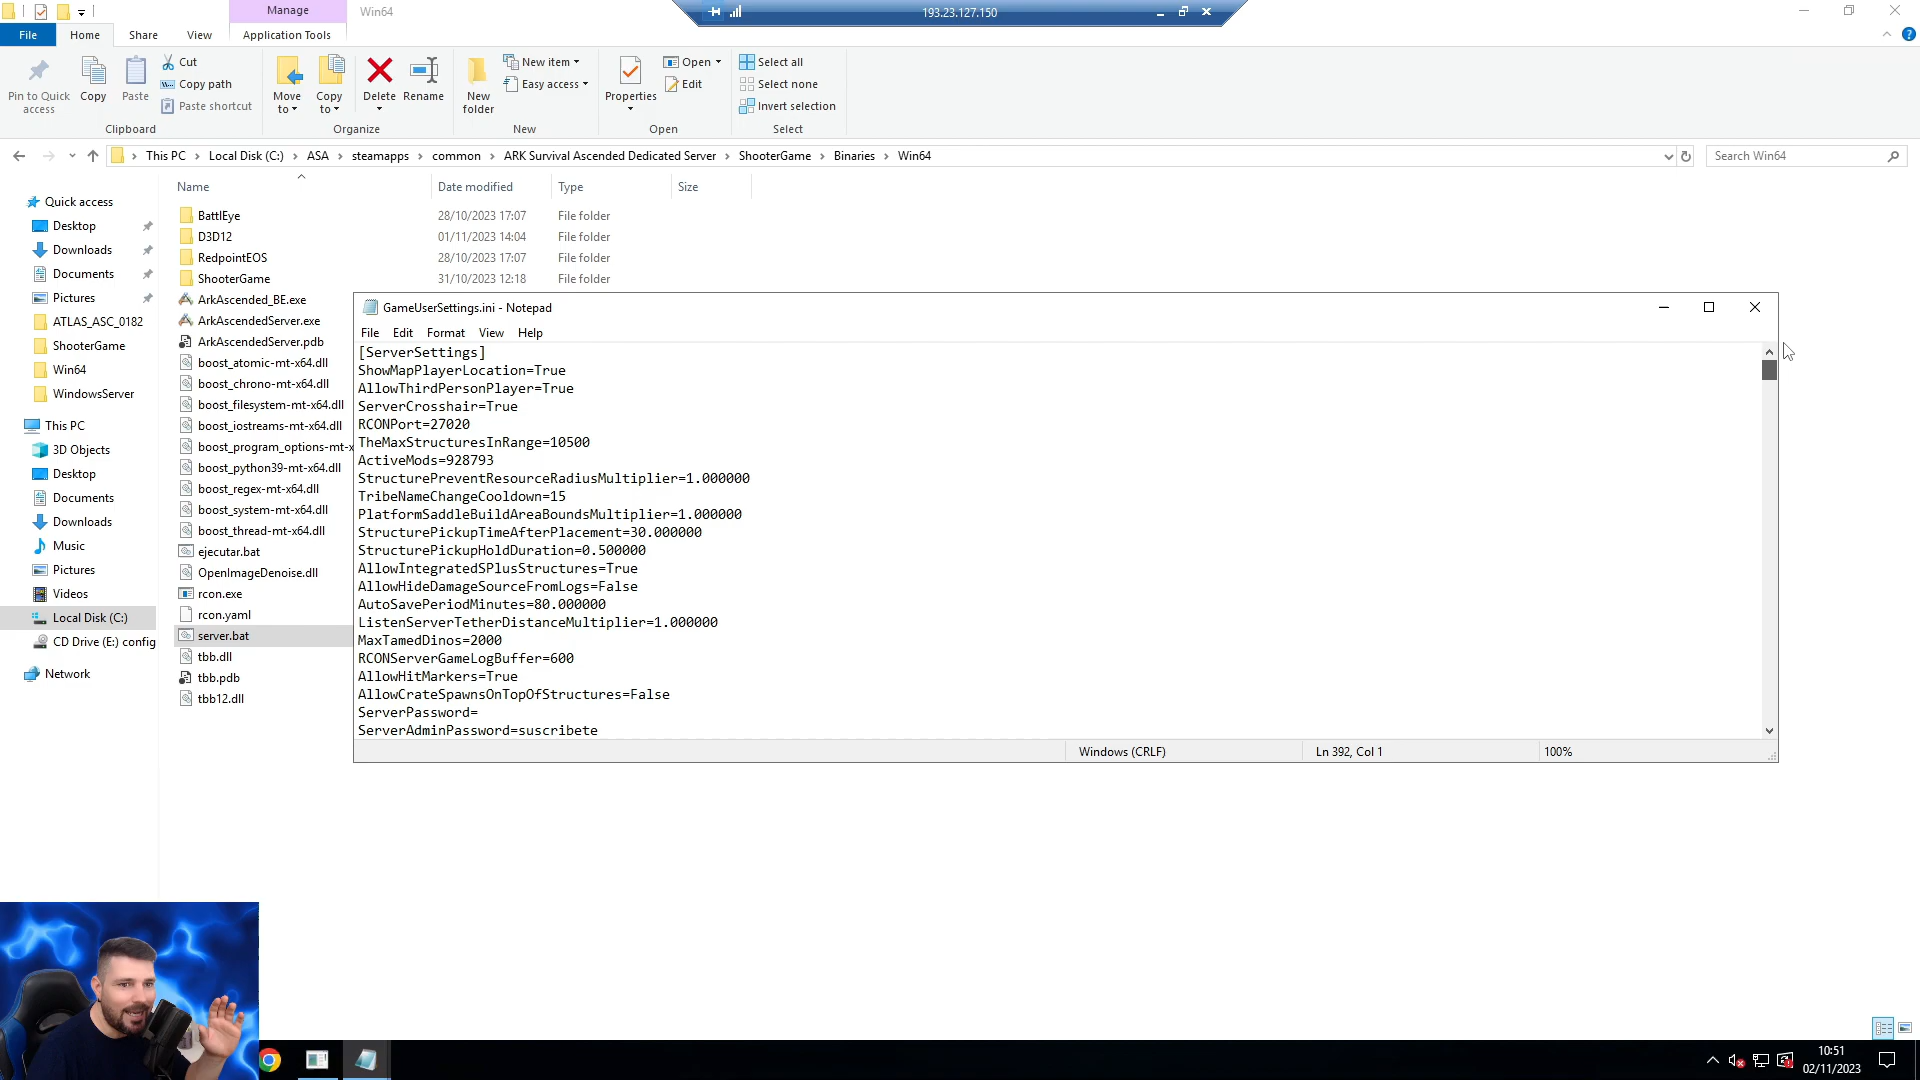 Manage
Win64
193.23.127.150
File
Home
Share
View
Application Tools
Pin to Quick access
Copy
Paste
Cut
Copy path
Paste shortcut
Clipboard
Move to
Copy to
Delete
Rename
Organize
New folder
New item
Easy access
New
Properties
Open
Edit
Open
Select all
Select none
Invert selection
Select
This PC > Local Disk (C:) > ASA > steamapps > common > ARK Survival Ascended Dedicated Server > ShooterGame > Binaries > Win64
Search Win64
Name
Date modified
Type
Size
Quick access
Desktop
Downloads
Documents
Pictures
ATLAS_ASC_0182
ShooterGame
Win64
WindowsServer
This PC
3D Objects
Desktop
Documents
Downloads
Music
Pictures
Videos
Local Disk (C:)
CD Drive (E:) config
Network
BattlEye 28/10/2023 17:07 File folder
D3D12 01/11/2023 14:04 File folder
RedpointEOS 28/10/2023 17:07 File folder
ShooterGame 31/10/2023 12:18 File folder
ArkAscended_BE.exe
ArkAscendedServer.exe
ArkAscendedServer.pdb
boost_atomic-mt-x64.dll
boost_chrono-mt-x64.dll
boost_filesystem-mt-x64.dll
boost_iostreams-mt-x64.dll
boost_program_options-mt-x
boost_python39-mt-x64.dll
boost_regex-mt-x64.dll
boost_system-mt-x64.dll
boost_thread-mt-x64.dll
ejecutar.bat
OpenImageDenoise.dll
rcon.exe
rcon.yaml
server.bat
tbb.dll
tbb.pdb
tbb12.dll
GameUserSettings.ini - Notepad
File Edit Format View Help
[ServerSettings]
ShowMapPlayerLocation=True
AllowThirdPersonPlayer=True
ServerCrosshair=True
RCONPort=27020
TheMaxStructuresInRange=10500
ActiveMods=928793
StructurePreventResourceRadiusMultiplier=1.000000
TribeNameChangeCooldown=15
PlatformSaddleBuildAreaBoundsMultiplier=1.000000
StructurePickupTimeAfterPlacement=30.000000
StructurePickupHoldDuration=0.500000
AllowIntegratedSPlusStructures=True
AllowHideDamageSourceFromLogs=False
AutoSavePeriodMinutes=80.000000
ListenServerTetherDistanceMultiplier=1.000000
MaxTamedDinos=2000
RCONServerGameLogBuffer=600
AllowHitMarkers=True
AllowCrateSpawnsOnTopOfStructures=False
ServerPassword=
ServerAdminPassword=suscribete
Windows (CRLF)
Ln 392, Col 1
100%
10:51
02/11/2023